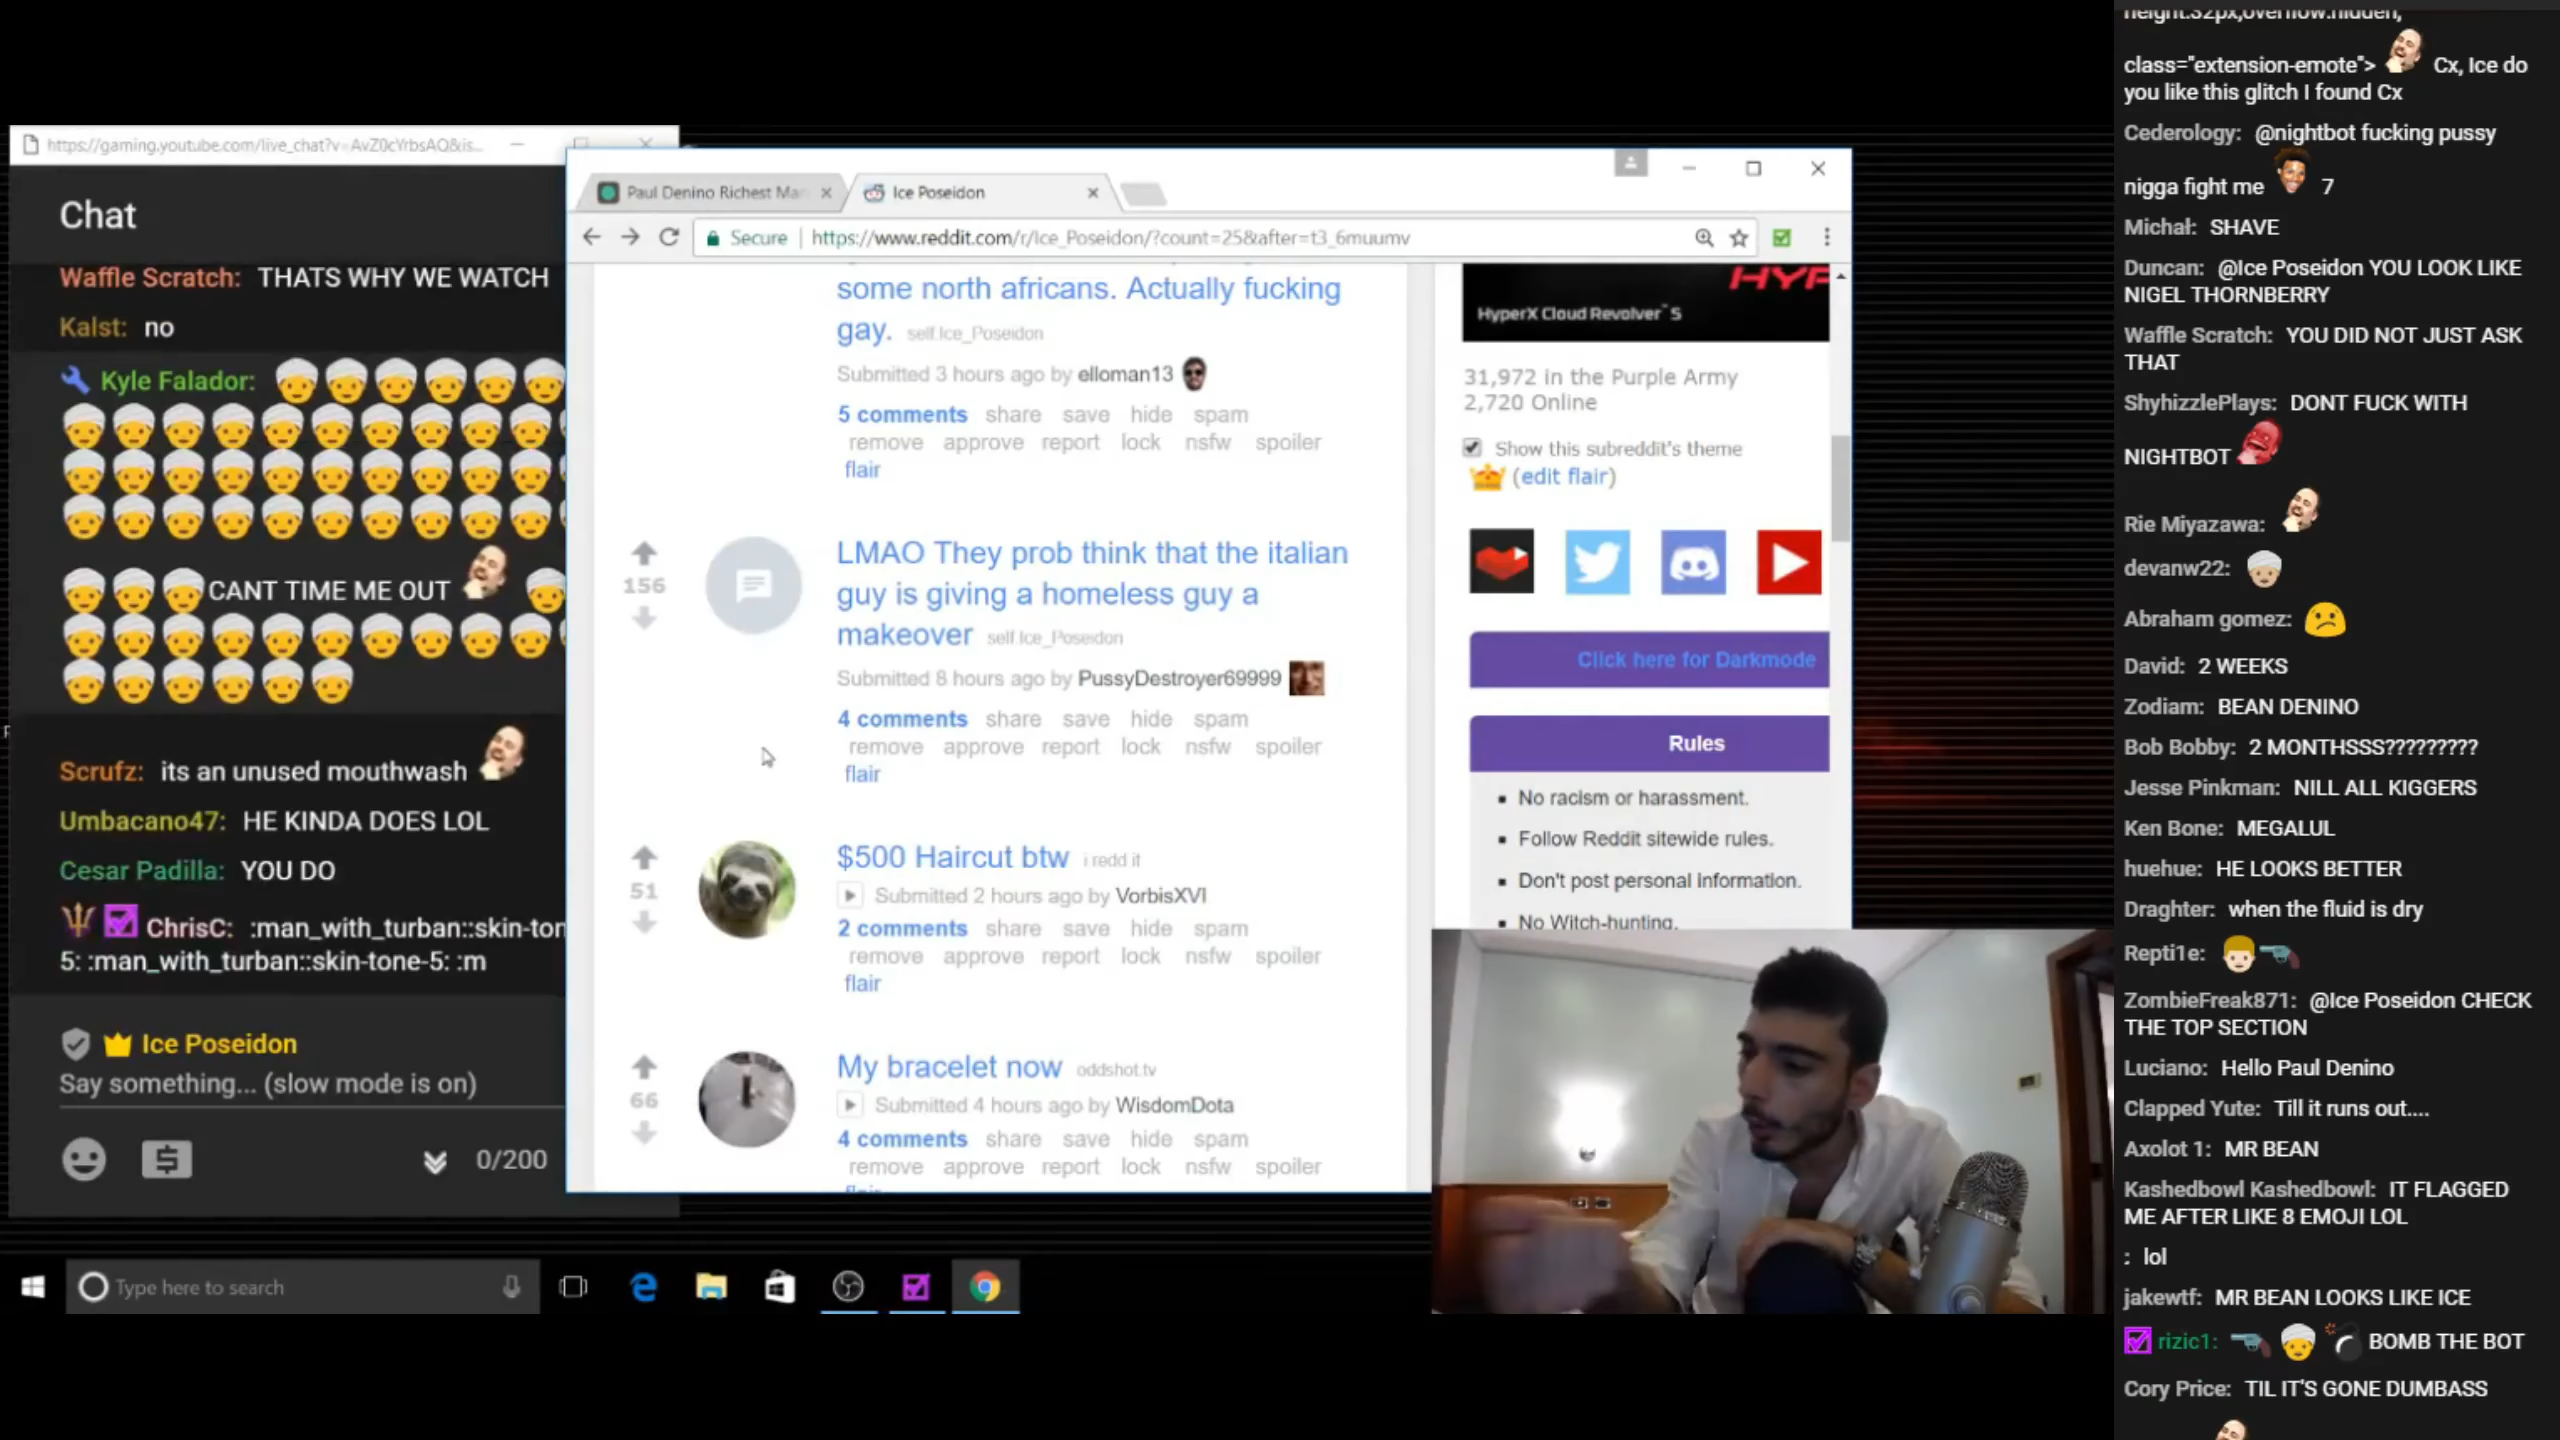 https://gaming.youtube.com/live_chat?v=AvZ0cYrbsAQ&is...
Chat
Waffle Scratch: THATS WHY WE WATCH
Kalst: no
Kyle Falador:
CANT TIME ME OUT
Scrufz: its an unused mouthwash
Umbacano47: HE KINDA DOES LOL
Cesar Padilla: YOU DO
ChrisC: :man_with_turban::skin-ton
5: :man_with_turban::skin-tone-5: :m
Ice Poseidon
Say something... (slow mode is on)
0/200
Type here to search
Paul Denino Richest Man
Ice Poseidon
Secure
https://www.reddit.com/r/Ice_Poseidon/?count=25&after=t3_6muumv
some north africans. Actually fucking
gay. self.Ice_Poseidon
Submitted 3 hours ago by elloman13
5 comments share save hide spam
remove approve report lock nsfw spoiler
flair
156
LMAO They prob think that the italian
guy is giving a homeless guy a
makeover self.Ice_Poseidon
Submitted 8 hours ago by PussyDestroyer69999
4 comments share save hide spam
remove approve report lock nsfw spoiler
flair
51
$500 Haircut btw i.redd.it
Submitted 2 hours ago by VorbisXVI
2 comments share save hide spam
remove approve report lock nsfw spoiler
flair
66
My bracelet now oddshot.tv
Submitted 4 hours ago by WisdomDota
4 comments share save hide spam
remove approve report lock nsfw spoiler
HyperX Cloud Revolver S
31,972 in the Purple Army
2,720 Online
Show this subreddit's theme
(edit flair)
Click here for Darkmode
Rules
No racism or harassment.
Follow Reddit sitewide rules.
Don't post personal information.
No Witch-hunting.
height:32px;overflow:hidden;
class="extension-emote"> Cx, Ice do
you like this glitch I found Cx
Cederology: @nightbot fucking pussy
nigga fight me 7
Michał: SHAVE
Duncan: @Ice Poseidon YOU LOOK LIKE
NIGEL THORNBERRY
Waffle Scratch: YOU DID NOT JUST ASK
THAT
ShyhizzlePlays: DONT FUCK WITH
NIGHTBOT
Rie Miyazawa:
devanw22:
Abraham gomez:
David: 2 WEEKS
Zodiam: BEAN DENINO
Bob Bobby: 2 MONTHSSS?????????
Jesse Pinkman: NILL ALL KIGGERS
Ken Bone: MEGALUL
huehue: HE LOOKS BETTER
Draghter: when the fluid is dry
Repti1e:
ZombieFreak871: @Ice Poseidon CHECK
THE TOP SECTION
Luciano: Hello Paul Denino
Clapped Yute: Till it runs out....
Axolot 1: MR BEAN
Kashedbowl Kashedbowl: IT FLAGGED
ME AFTER LIKE 8 EMOJI LOL
: lol
jakewtf: MR BEAN LOOKS LIKE ICE
rizic1: BOMB THE BOT
Cory Price: TIL IT'S GONE DUMBASS